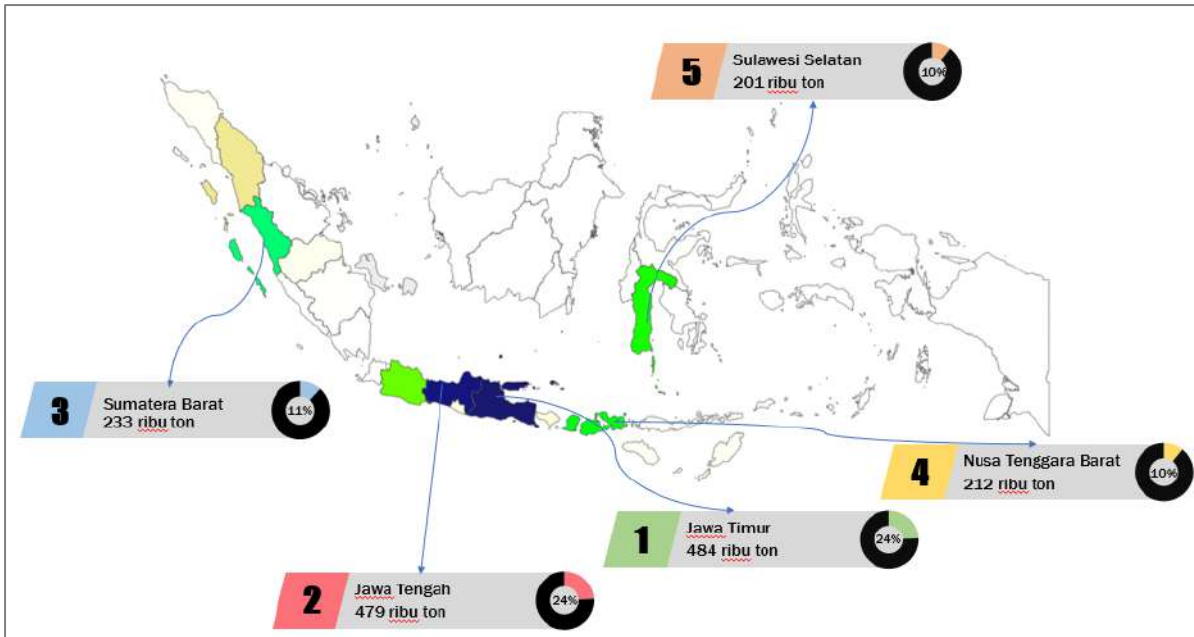 5
Sulawesi Selatan
201 ribu ton
10%
3
Sumatera Barat
233 ribu ton
11%
4
Nusa Tenggara Barat
212 ribu ton
10%
1
Jawa Timur
484 ribu ton
24%
2
Jawa Tengah
479 ribu ton
24%